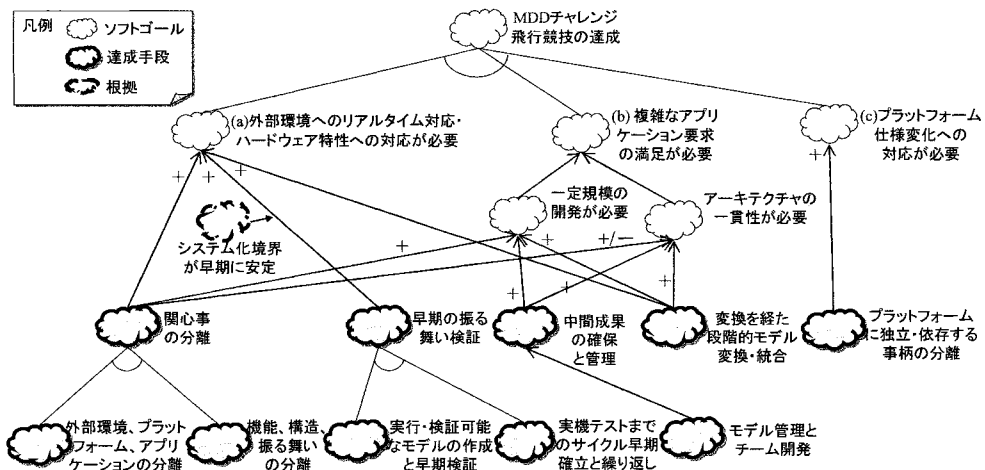 凡例
ソフトゴール
達成手段
根拠
MDDチャレンジ
飛行競技の達成
(a)外部環境へのリアルタイム対応・
ハードウェア特性への対応が必要
(b) 複雑なアプリ
ケーション要求
の満足が必要
(c)プラットフォーム
仕様変化への
対応が必要
+
+
+
+
一定規模の
開発が必要
アーキテクチャの
一貫性が必要
システム化境界
が早期に安定
+
+
+/−
+
+
+
関心事
の分離
早期の振る
舞い検証
中間成果
の確保
と管理
変換を経た
段階的モデル
変換・統合
プラットフォーム
に独立・依存する
事柄の分離
外部環境、プラット
フォーム、アプリ
ケーションの分離
機能、構造、
振る舞い
の分離
実行・検証可能
なモデルの作成
と早期検証
実機テストまで
のサイクル早期
確立と繰り返し
モデル管理と
チーム開発